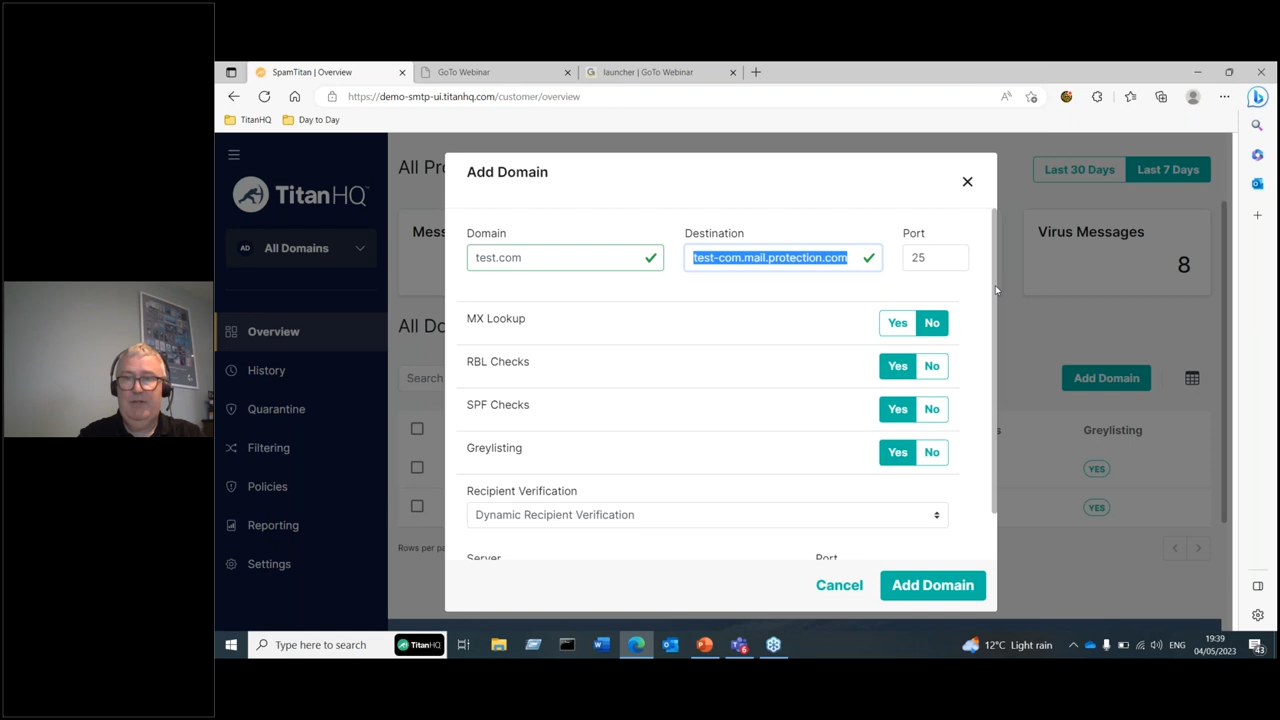 SpamTitan | Overview
GoTo Webinar
launcher | GoTo Webinar
https://demo-smtp-ui.titanhq.com/customer/overview
TitanHQ
Day to Day
TitanHQ™
AD All Domains
Overview
History
Quarantine
Filtering
Policies
Reporting
Settings
All Pr
Last 30 Days
Last 7 Days
Mess
Virus Messages
8
All Do
Search
Add Domain
s
Greylisting
YES
YES
Rows per pa
Add Domain
Domain
Destination
Port
test.com
test-com.mail.protection.com
25
MX Lookup
Yes No
RBL Checks
Yes No
SPF Checks
Yes No
Greylisting
Yes No
Recipient Verification
Dynamic Recipient Verification
Server
Port
Cancel
Add Domain
Type here to search
TitanHQ
6
12°C Light rain
ENG
19:39
04/05/2023
43